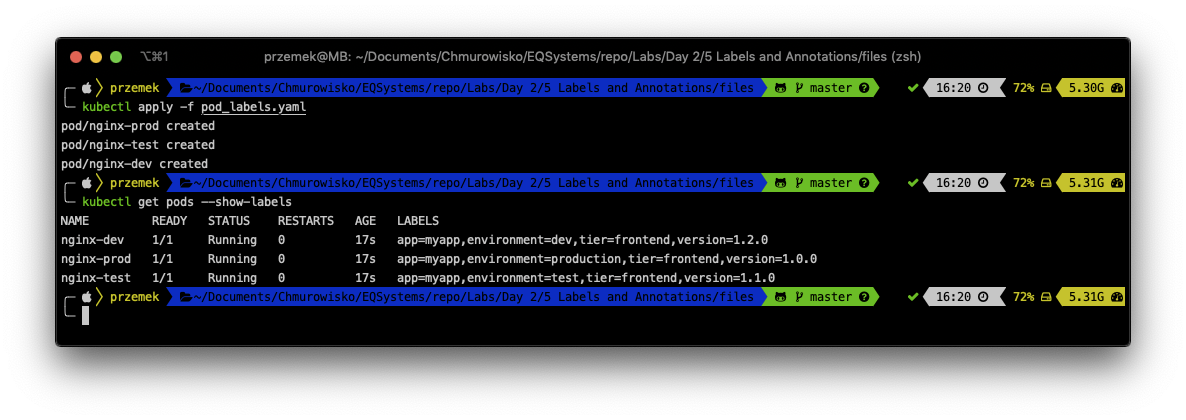 ⌥⌘1 przemek@MB: ~/Documents/Chmurowisko/EQSystems/repo/Labs/Day 2/5 Labels and Annotations/files (zsh)
przemek ~/Documents/Chmurowisko/EQSystems/repo/Labs/Day 2/5 Labels and Annotations/files master ? ✔ 16:20 72% 5.30G
kubectl apply -f pod_labels.yaml
pod/nginx-prod created
pod/nginx-test created
pod/nginx-dev created
przemek ~/Documents/Chmurowisko/EQSystems/repo/Labs/Day 2/5 Labels and Annotations/files master ? ✔ 16:20 72% 5.31G
kubectl get pods --show-labels
NAME READY STATUS RESTARTS AGE LABELS
nginx-dev 1/1 Running 0 17s app=myapp,environment=dev,tier=frontend,version=1.2.0
nginx-prod 1/1 Running 0 17s app=myapp,environment=production,tier=frontend,version=1.0.0
nginx-test 1/1 Running 0 17s app=myapp,environment=test,tier=frontend,version=1.1.0
przemek ~/Documents/Chmurowisko/EQSystems/repo/Labs/Day 2/5 Labels and Annotations/files master ? ✔ 16:20 72% 5.31G